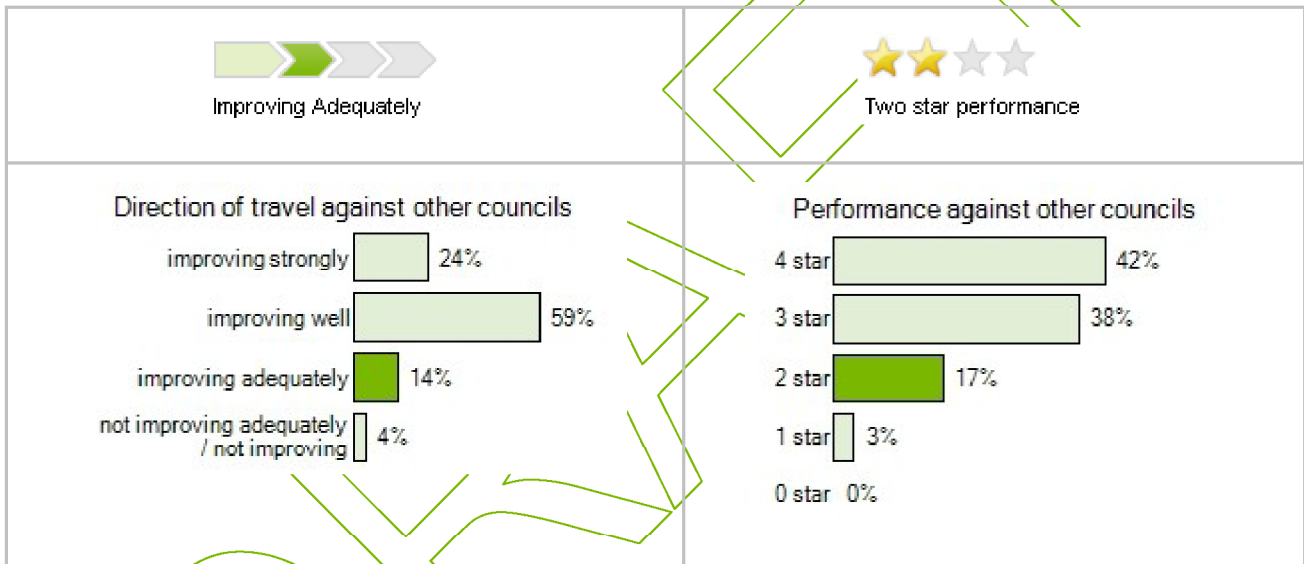 Improving Adequately
Two star performance
Direction of travel against other councils
improving strongly 24%
improving well 59%
improving adequately 14%
not improving adequately
/ not improving 4%
Performance against other councils
4 star 42%
3 star 38%
2 star 17%
1 star 3%
0 star 0%